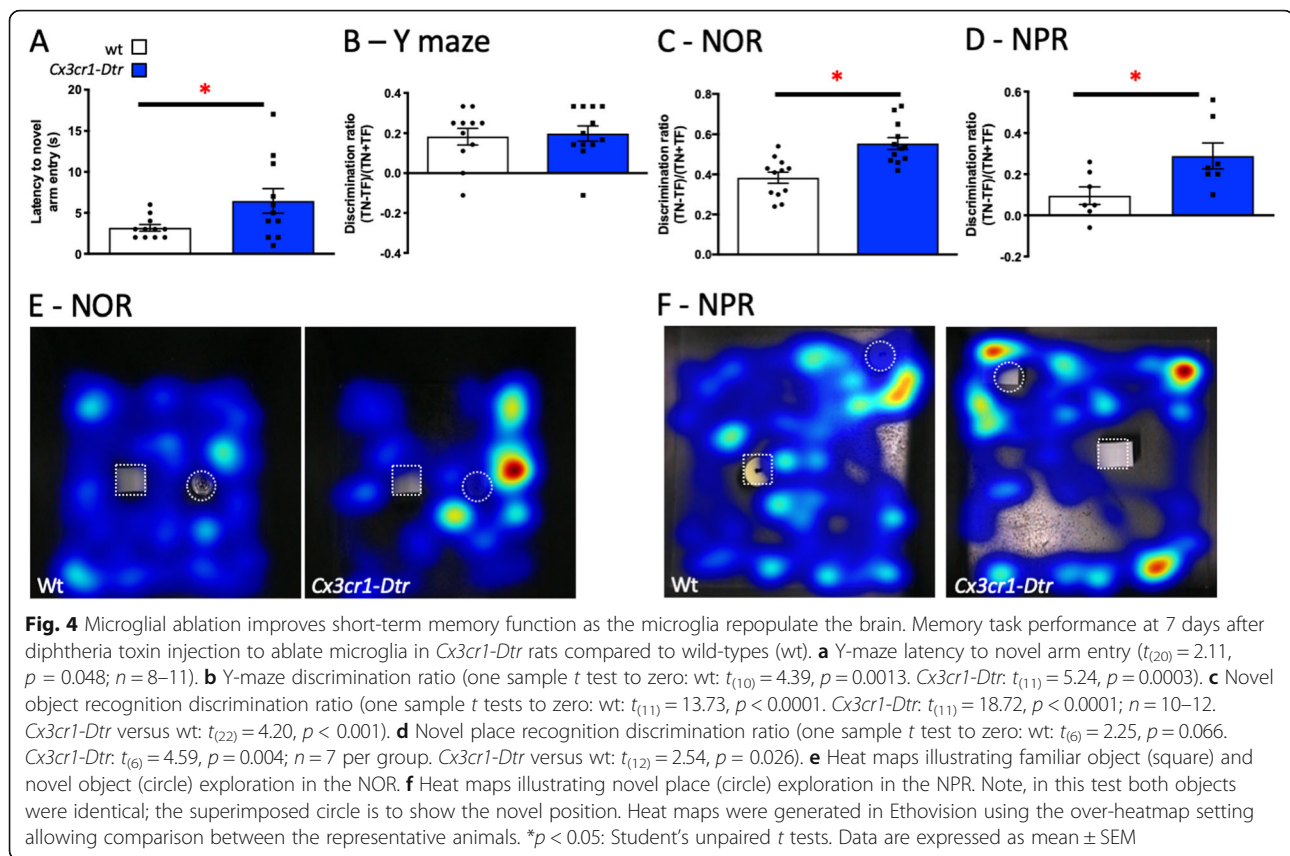 A
B – Y maze
C - NOR
D - NPR
wt
Cx3cr1-Dtr
*
*
*
Latency to novel
arm entry (s)
20
15
10
5
0
Discrimination ratio
(TN-TF)/(TN+TF)
0.4
0.2
0.0
-0.2
-0.4
Discrimination ratio
(TN-TF)/(TN+TF)
0.8
0.6
0.4
0.2
0.0
Discrimination ratio
(TN-TF)/(TN+TF)
0.6
0.4
0.2
0.0
-0.2
E - NOR
F - NPR
Wt
Cx3cr1-Dtr
Wt
Cx3cr1-Dtr
Fig. 4 Microglial ablation improves short-term memory function as the microglia repopulate the brain. Memory task performance at 7 days after
diphtheria toxin injection to ablate microglia in Cx3cr1-Dtr rats compared to wild-types (wt). a Y-maze latency to novel arm entry (t(20) = 2.11,
p = 0.048; n = 8–11). b Y-maze discrimination ratio (one sample t test to zero: wt: t(10) = 4.39, p = 0.0013. Cx3cr1-Dtr: t(11) = 5.24, p = 0.0003). c Novel
object recognition discrimination ratio (one sample t tests to zero: wt: t(11) = 13.73, p < 0.0001. Cx3cr1-Dtr: t(11) = 18.72, p < 0.0001; n = 10–12.
Cx3cr1-Dtr versus wt: t(22) = 4.20, p < 0.001). d Novel place recognition discrimination ratio (one sample t test to zero: wt: t(6) = 2.25, p = 0.066.
Cx3cr1-Dtr: t(6) = 4.59, p = 0.004; n = 7 per group. Cx3cr1-Dtr versus wt: t(12) = 2.54, p = 0.026). e Heat maps illustrating familiar object (square) and
novel object (circle) exploration in the NOR. f Heat maps illustrating novel place (circle) exploration in the NPR. Note, in this test both objects
were identical; the superimposed circle is to show the novel position. Heat maps were generated in Ethovision using the over-heatmap setting
allowing comparison between the representative animals. *p < 0.05: Student's unpaired t tests. Data are expressed as mean ± SEM